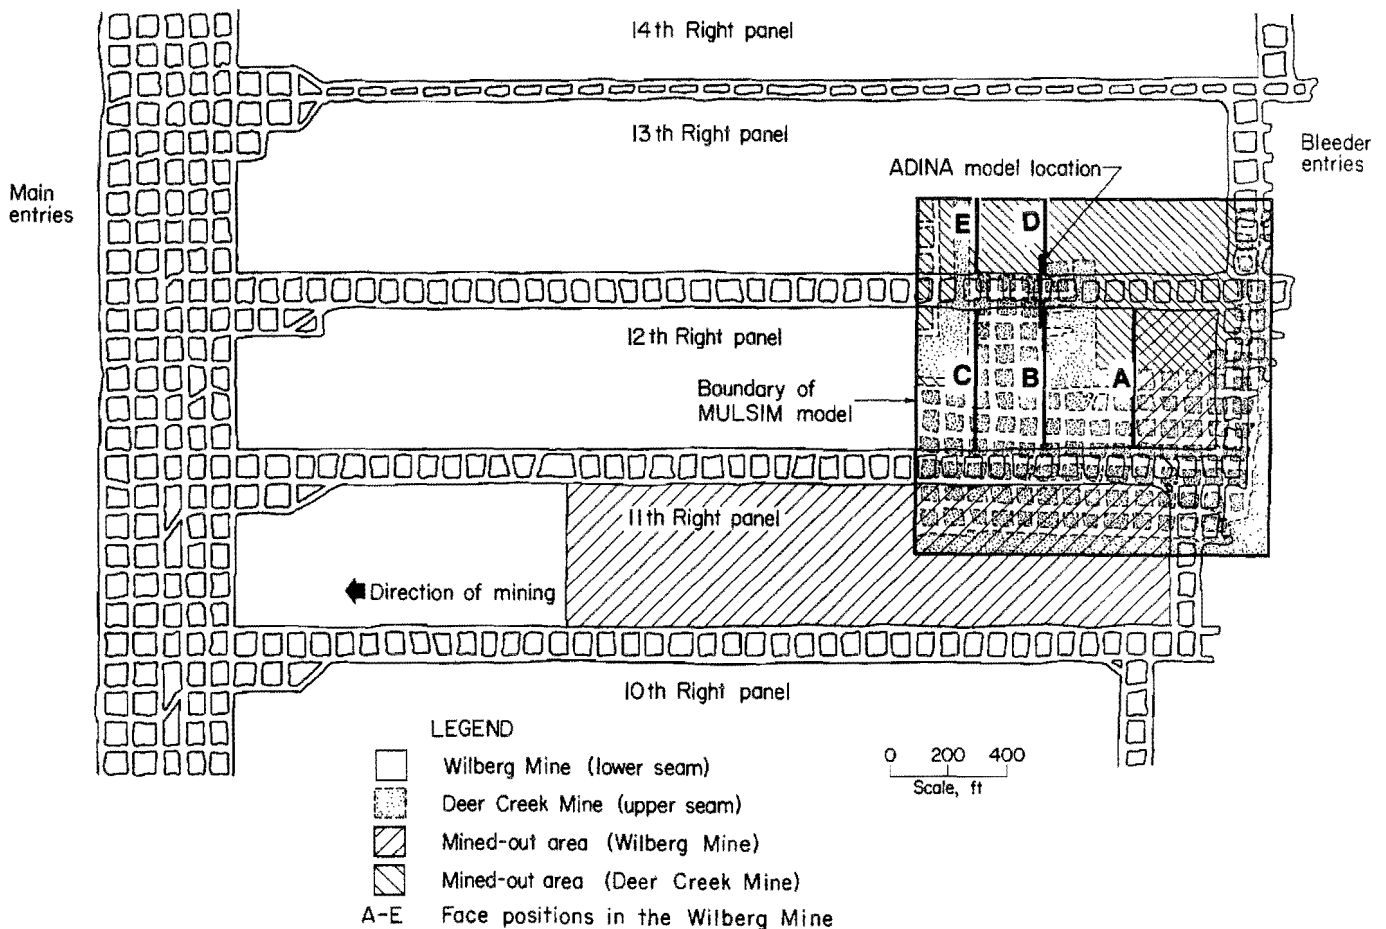 14th Right panel
13th Right panel
Bleeder
entries
ADINA model location
Main
entries
E
D
12th Right panel
C
B
A
Boundary of
MULSIM model
11th Right panel
Direction of mining
10th Right panel
LEGEND
Wilberg Mine (lower seam)
Deer Creek Mine (upper seam)
Mined-out area (Wilberg Mine)
Mined-out area (Deer Creek Mine)
A-E Face positions in the Wilberg Mine
0 200 400
Scale, ft